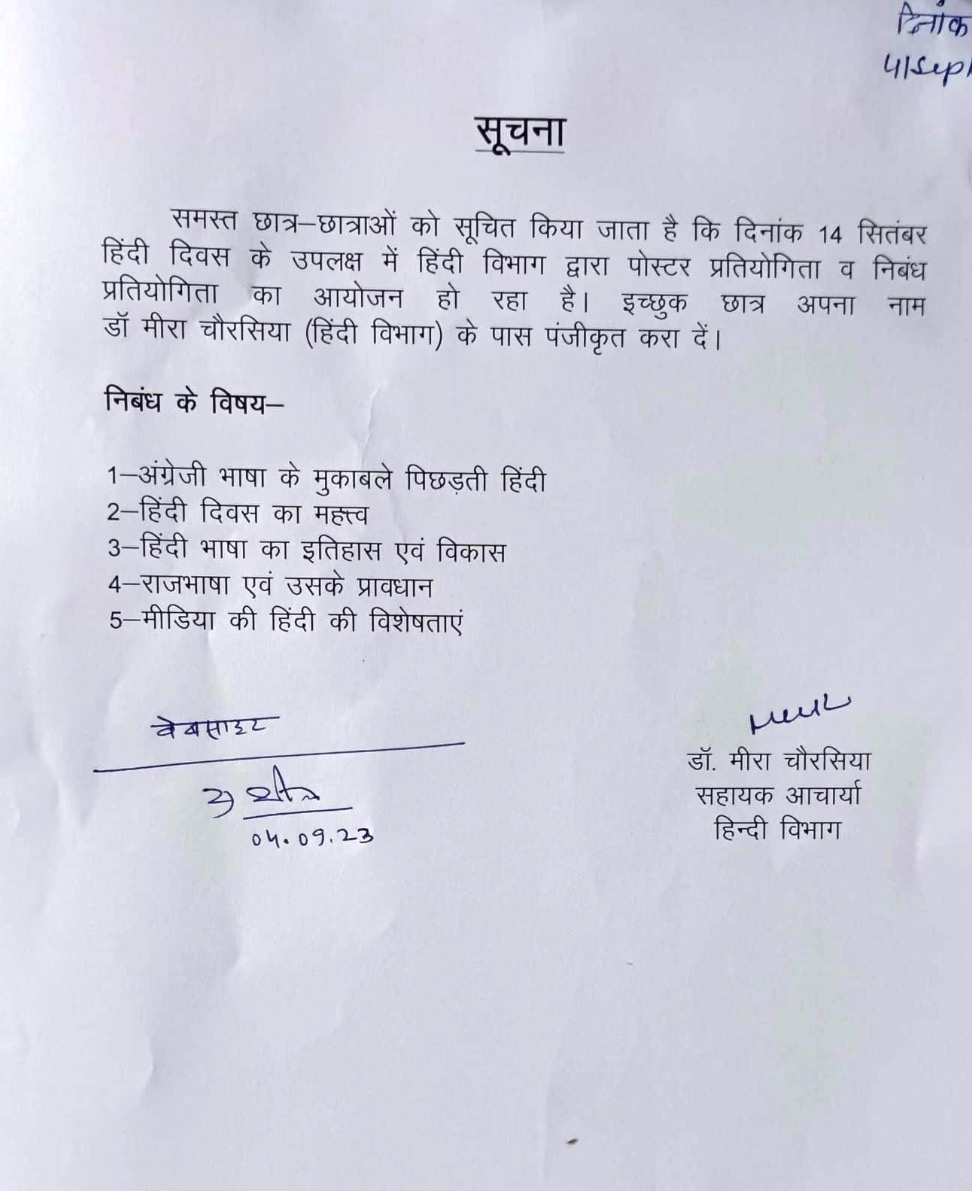 दिनांक
4/Sep/
सूचना
समस्त छात्र–छात्राओं को सूचित किया जाता है कि दिनांक 14 सितंबर
हिंदी दिवस के उपलक्ष में हिंदी विभाग द्वारा पोस्टर प्रतियोगिता व निबंध
प्रतियोगिता का आयोजन हो रहा है। इच्छुक छात्र अपना नाम
डॉ मीरा चौरसिया (हिंदी विभाग) के पास पंजीकृत करा दें।
निबंध के विषय–
1–अंग्रेजी भाषा के मुकाबले पिछड़ती हिंदी
2–हिंदी दिवस का महत्त्व
3–हिंदी भाषा का इतिहास एवं विकास
4–राजभाषा एवं उसके प्रावधान
5–मीडिया की हिंदी की विशेषताएं
वेबसाइट
04.09.23
डॉ. मीरा चौरसिया
सहायक आचार्या
हिन्दी विभाग